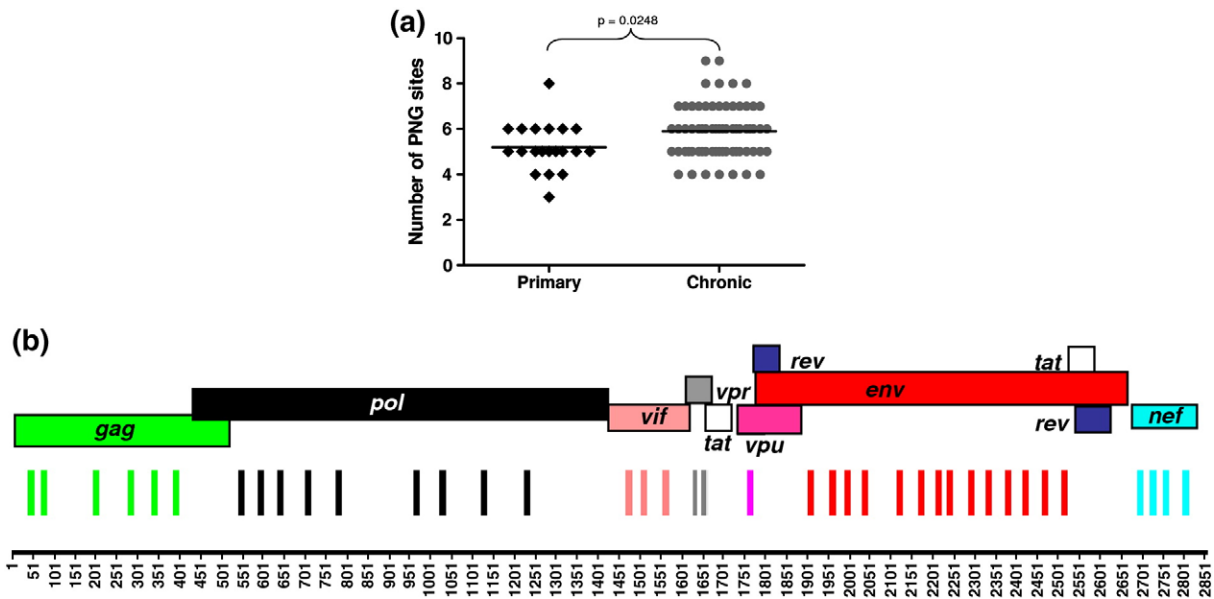 (a)
p = 0.0248
Number of PNG sites
10
8
6
4
2
0
Primary
Chronic
(b)
gag
pol
vif
vpr
tat
vpu
rev
env
tat
rev
nef
1 51 101 151 201 251 301 351 401 451 501 551 601 651 701 751 801 851 901 951 1001 1051 1101 1151 1201 1251 1301 1351 1401 1451 1501 1551 1601 1651 1701 1751 1801 1851 1901 1951 2001 2051 2101 2151 2201 2251 2301 2351 2401 2451 2501 2551 2601 2651 2701 2751 2801 2851